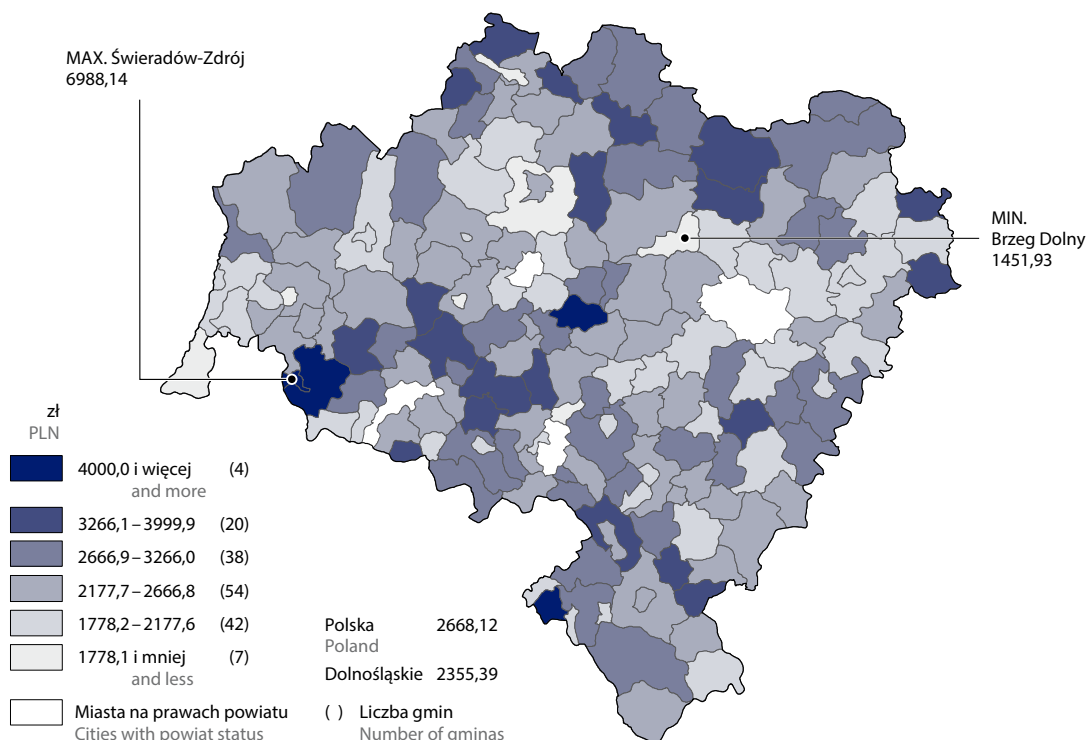 MAX. Świeradów-Zdrój
6988,14
MIN.
Brzeg Dolny
1451,93
zł
PLN
4000,0 i więcej (4)
and more
3266,1–3999,9 (20)
2666,9–3266,0 (38)
2177,7–2666,8 (54)
1778,2–2177,6 (42)
1778,1 i mniej (7)
and less
Miasta na prawach powiatu
Cities with powiat status
Polska 2668,12
Poland
Dolnośląskie 2355,39
( ) Liczba gmin
Number of gminas